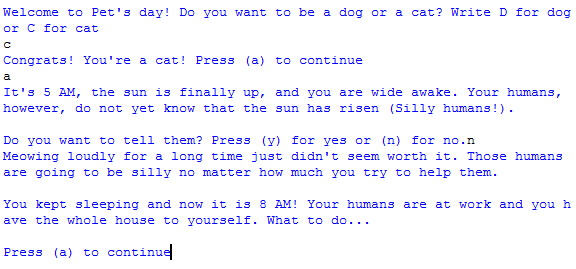 Welcome to Pet's day! Do you want to be a dog or a cat? Write D for dog
or C for cat
c
Congrats! You're a cat! Press (a) to continue
a
It's 5 AM, the sun is finally up, and you are wide awake. Your humans,
however, do not yet know that the sun has risen (Silly humans!).

Do you want to tell them? Press (y) for yes or (n) for no.n
Meowing loudly for a long time just didn't seem worth it. Those humans
are going to be silly no matter how much you try to help them.

You kept sleeping and now it is 8 AM! Your humans are at work and you h
ave the whole house to yourself. What to do...

Press (a) to continue